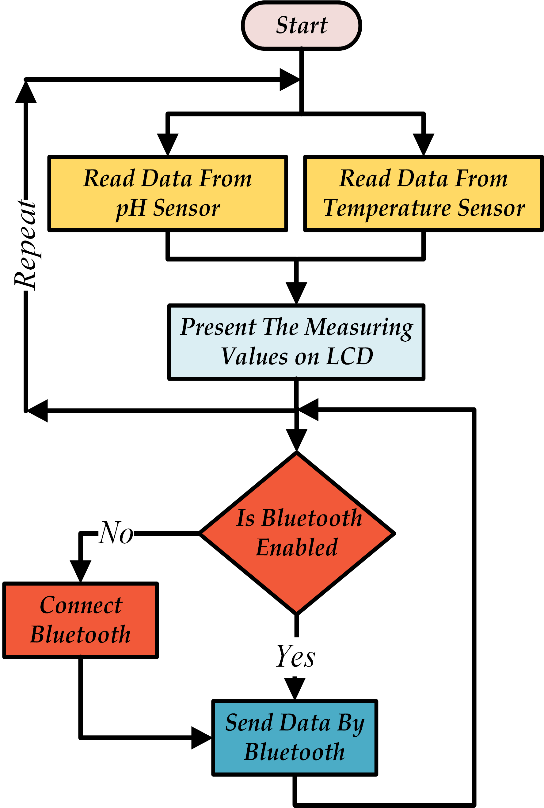 Start
Read Data From
pH Sensor
Read Data From
Temperature Sensor
Repeat
Present The Measuring
Values on LCD
Is Bluetooth
Enabled
No
Connect
Bluetooth
Yes
Send Data By
Bluetooth